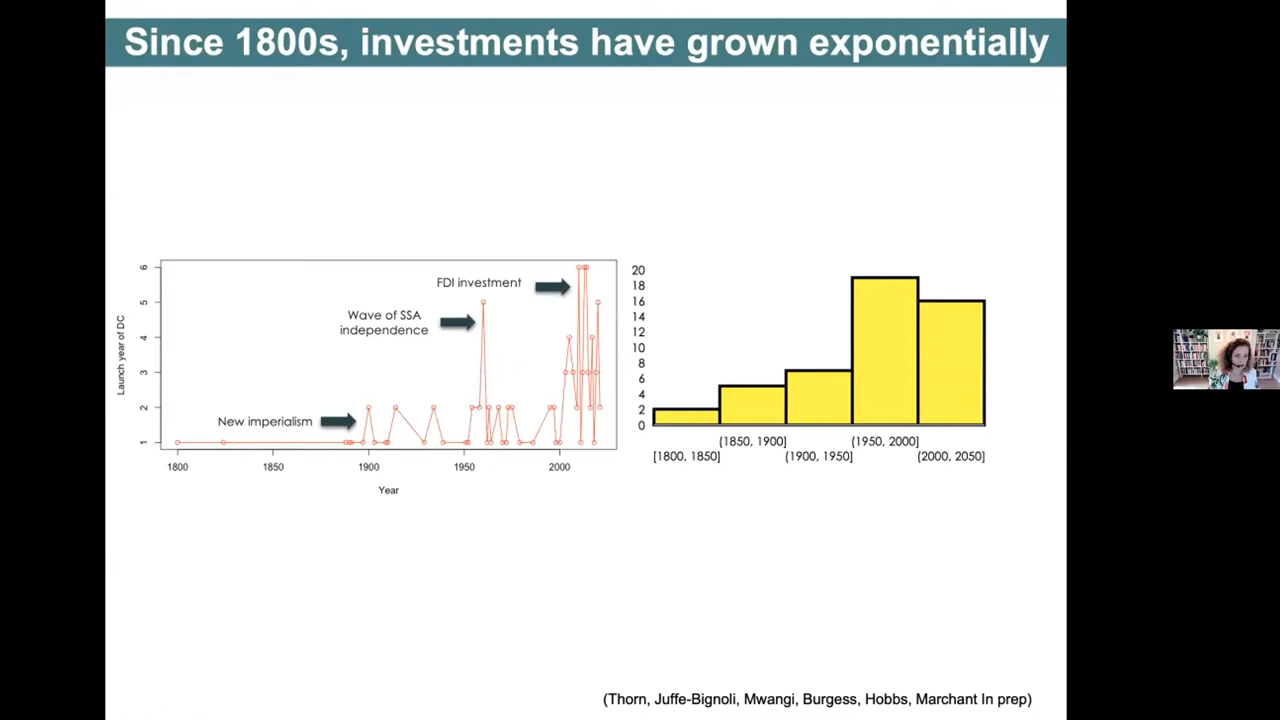 Since 1800s, investments have grown exponentially
6
5
4
3
2
1
Launch year of DC
FDI investment
Wave of SSA
independence
New imperialism
1800 1850 1900 1950 2000
Year
20
18
16
14
12
10
8
6
4
2
0
(1850, 1900] (1950, 2000]
[1800, 1850] (1900, 1950] (2000, 2050]
(Thorn, Juffe-Bignoli, Mwangi, Burgess, Hobbs, Marchant In prep)